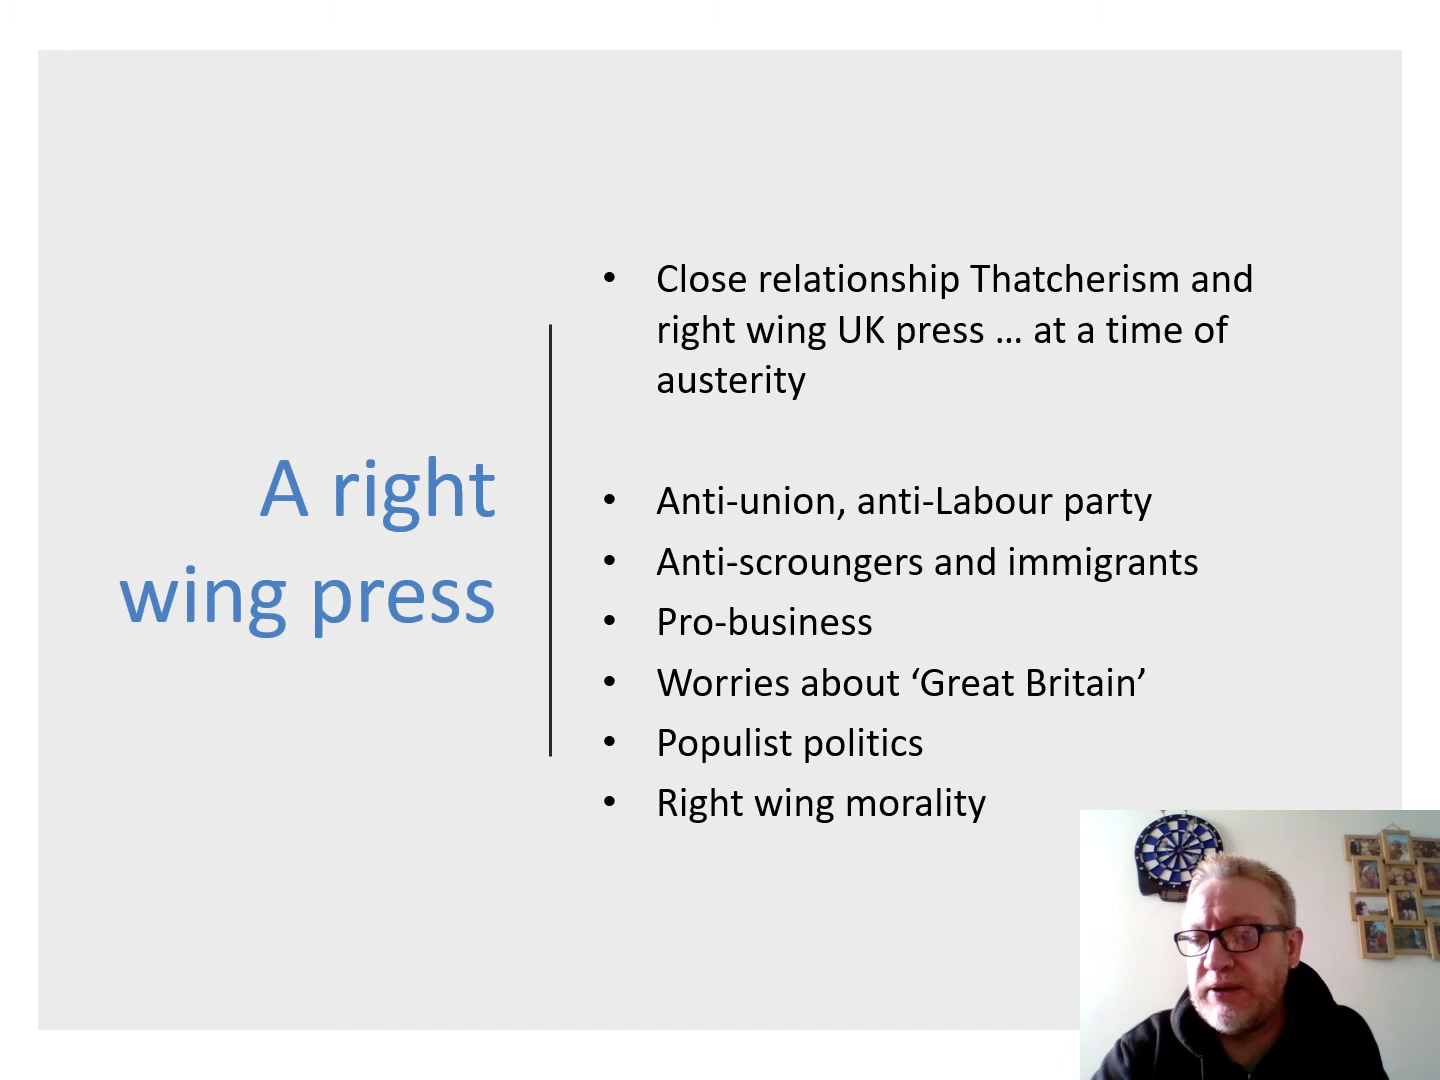 A right
wing press
• Close relationship Thatcherism and
right wing UK press … at a time of
austerity
• Anti-union, anti-Labour party
• Anti-scroungers and immigrants
• Pro-business
• Worries about ‘Great Britain’
• Populist politics
• Right wing morality